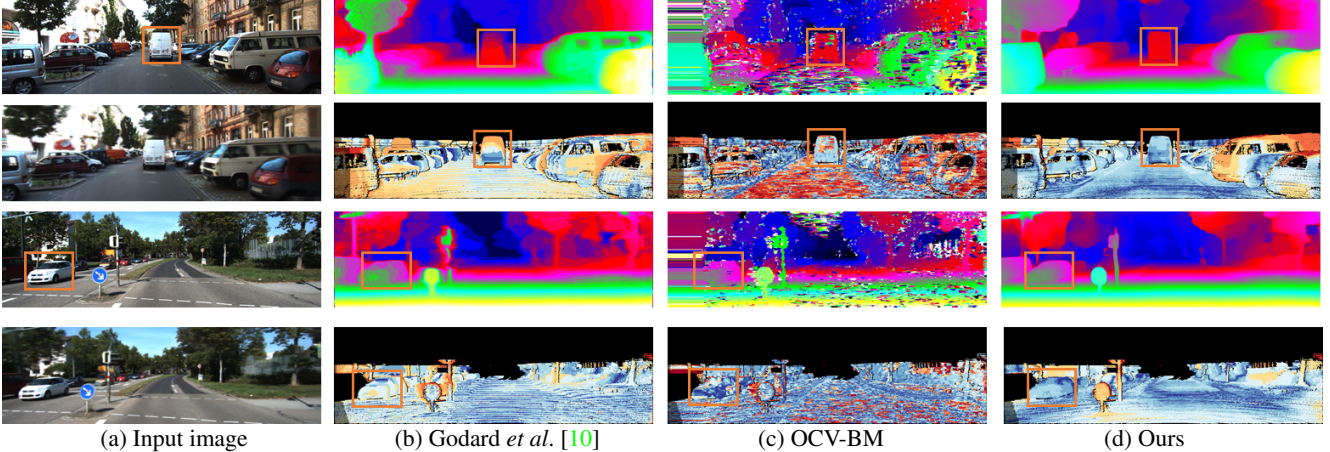 (a) Input image
(b) Godard et al. [10]
(c) OCV-BM
(d) Ours